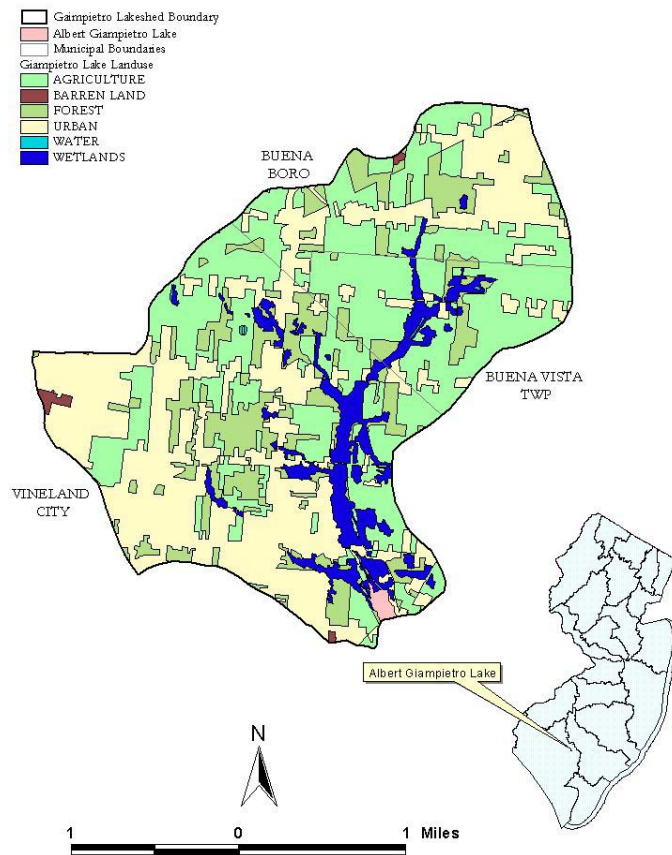 Gaimpietro Lakeshed Boundary
Albert Giampietro Lake
Municipal Boundaries
Giampietro Lake Landuse
AGRICULTURE
BARREN LAND
FOREST
URBAN
WATER
WETLANDS
BUENA
BORO
BUENA VISTA
TWP
VINELAND
CITY
Albert Giampietro Lake
N
1 0 1 Miles